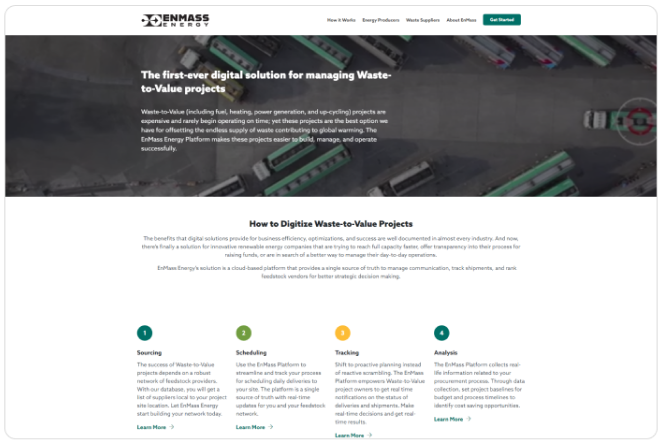 ENMASS
ENERGY
How it Works Energy Producers Waste Suppliers About EnMass Get Started
The first-ever digital solution for managing Waste-
to-Value projects
Waste-to-Value (including fuel, heating, power generation, and up-cycling) projects are
expensive and rarely begin operating on time; yet these projects are the best option we
have for offsetting the endless supply of waste contributing to global warming. The
EnMass Energy Platform makes these projects easier to build, manage, and operate
successfully.
How to Digitize Waste-to-Value Projects
The benefits that digital solutions provide for business-efficiency, optimizations, and success are well-documented in almost every industry. And now,
there's finally a solution for innovative renewable energy companies that are trying to reach full capacity faster, offer transparency into their process for
raising funds, or are in search of a better way to manage their day-to-day operations.
EnMass Energy's solution is a cloud-based platform that provides a single source of truth to manage communication, track shipments, and rank
feedstock vendors for better strategic decision making.
1
Sourcing
The success of Waste-to-Value
projects depends on a robust
network of feedstock providers.
With our database, you will get a
list of suppliers local to your project
site location. Let EnMass Energy
start building your network today.
Learn More →
2
Scheduling
Use the EnMass Platform to
streamline and track your process
for scheduling daily deliveries to
your site. The platform is a single
source of truth with real-time
updates for you and your feedstock
network.
Learn More →
3
Tracking
Shift to proactive planning instead
of reactive scrambling. The EnMass
Platform empowers Waste-to-Value
project owners to get real time
notifications on the status of
deliveries and shipments. Make
real-time decisions and get real-
time results.
Learn More →
4
Analysis
The EnMass Platform collects real-
life information related to your
procurement process. Through data
collection, set project baselines for
budget and process timelines to
identify cost saving opportunities.
Learn More →